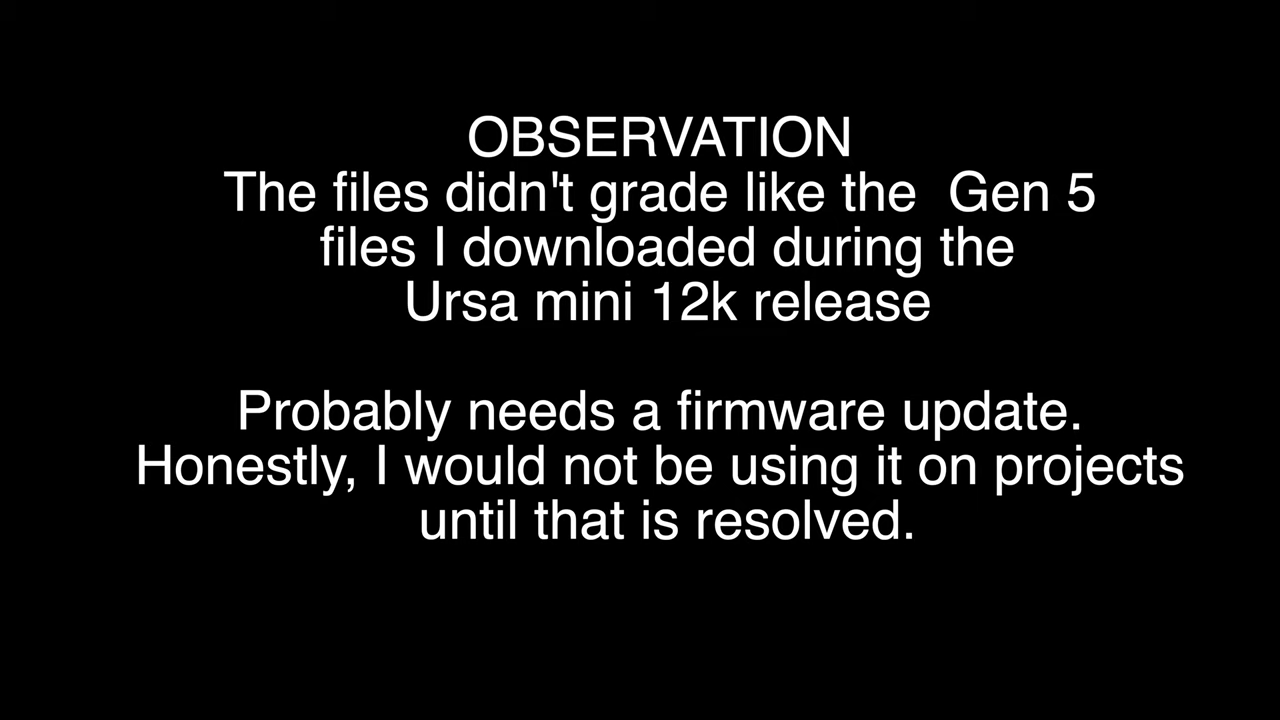 OBSERVATION
The files didn't grade like the  Gen 5
files I downloaded during the
Ursa mini 12k release
Probably needs a firmware update.
Honestly, I would not be using it on projects
until that is resolved.